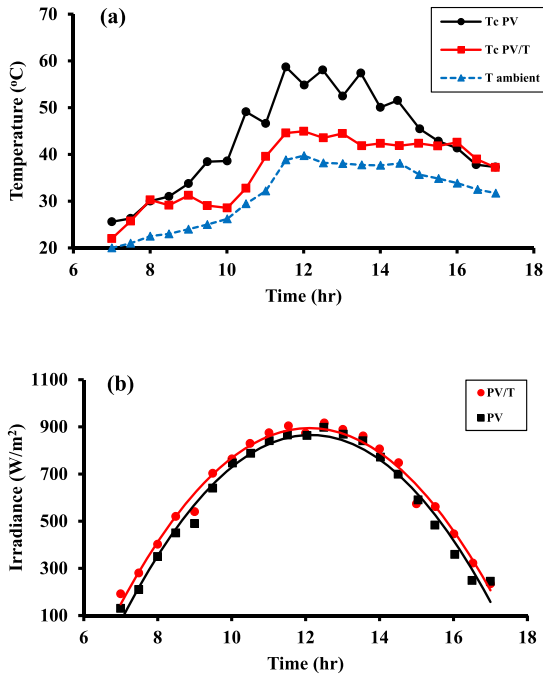 (a)
Tc PV
Tc PV/T
T ambient
Temperature (ºC)
70
60
50
40
30
20
6 8 10 12 14 16 18
Time (hr)
(b)
PV/T
PV
Irradiance (W/m²)
1100
900
700
500
300
100
6 8 10 12 14 16 18
Time (hr)